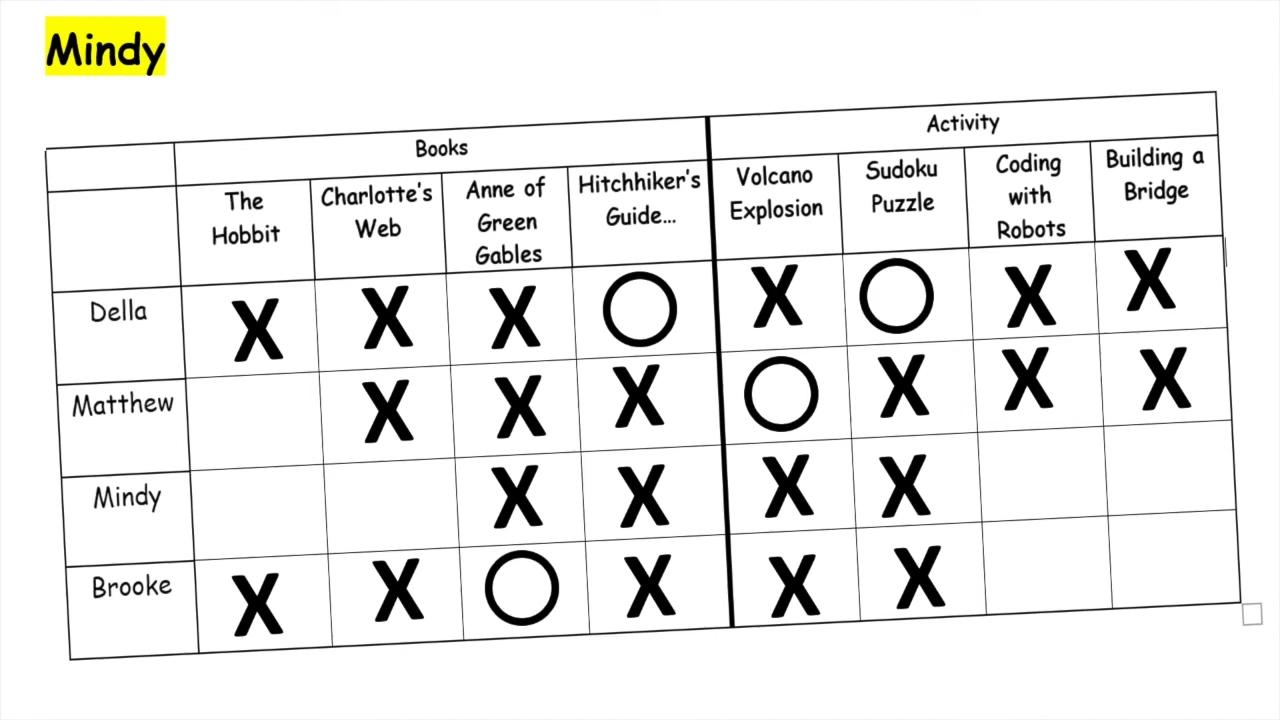 Mindy
Books
Activity
The
Hobbit
Charlotte's
Web
Anne of
Green
Gables
Hitchhiker's
Guide...
Volcano
Explosion
Sudoku
Puzzle
Coding
with
Robots
Building a
Bridge
Della
X
X
X
O
X
O
X
X
Matthew
X
X
X
O
X
X
X
Mindy
X
X
X
X
Brooke
X
X
O
X
X
X